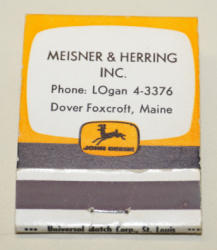 MEISNER & HERRING
INC.
Phone: LOgan 4-3376
Dover Foxcroft, Maine
JOHN DEERE
Universal Match Corp., St. Louis